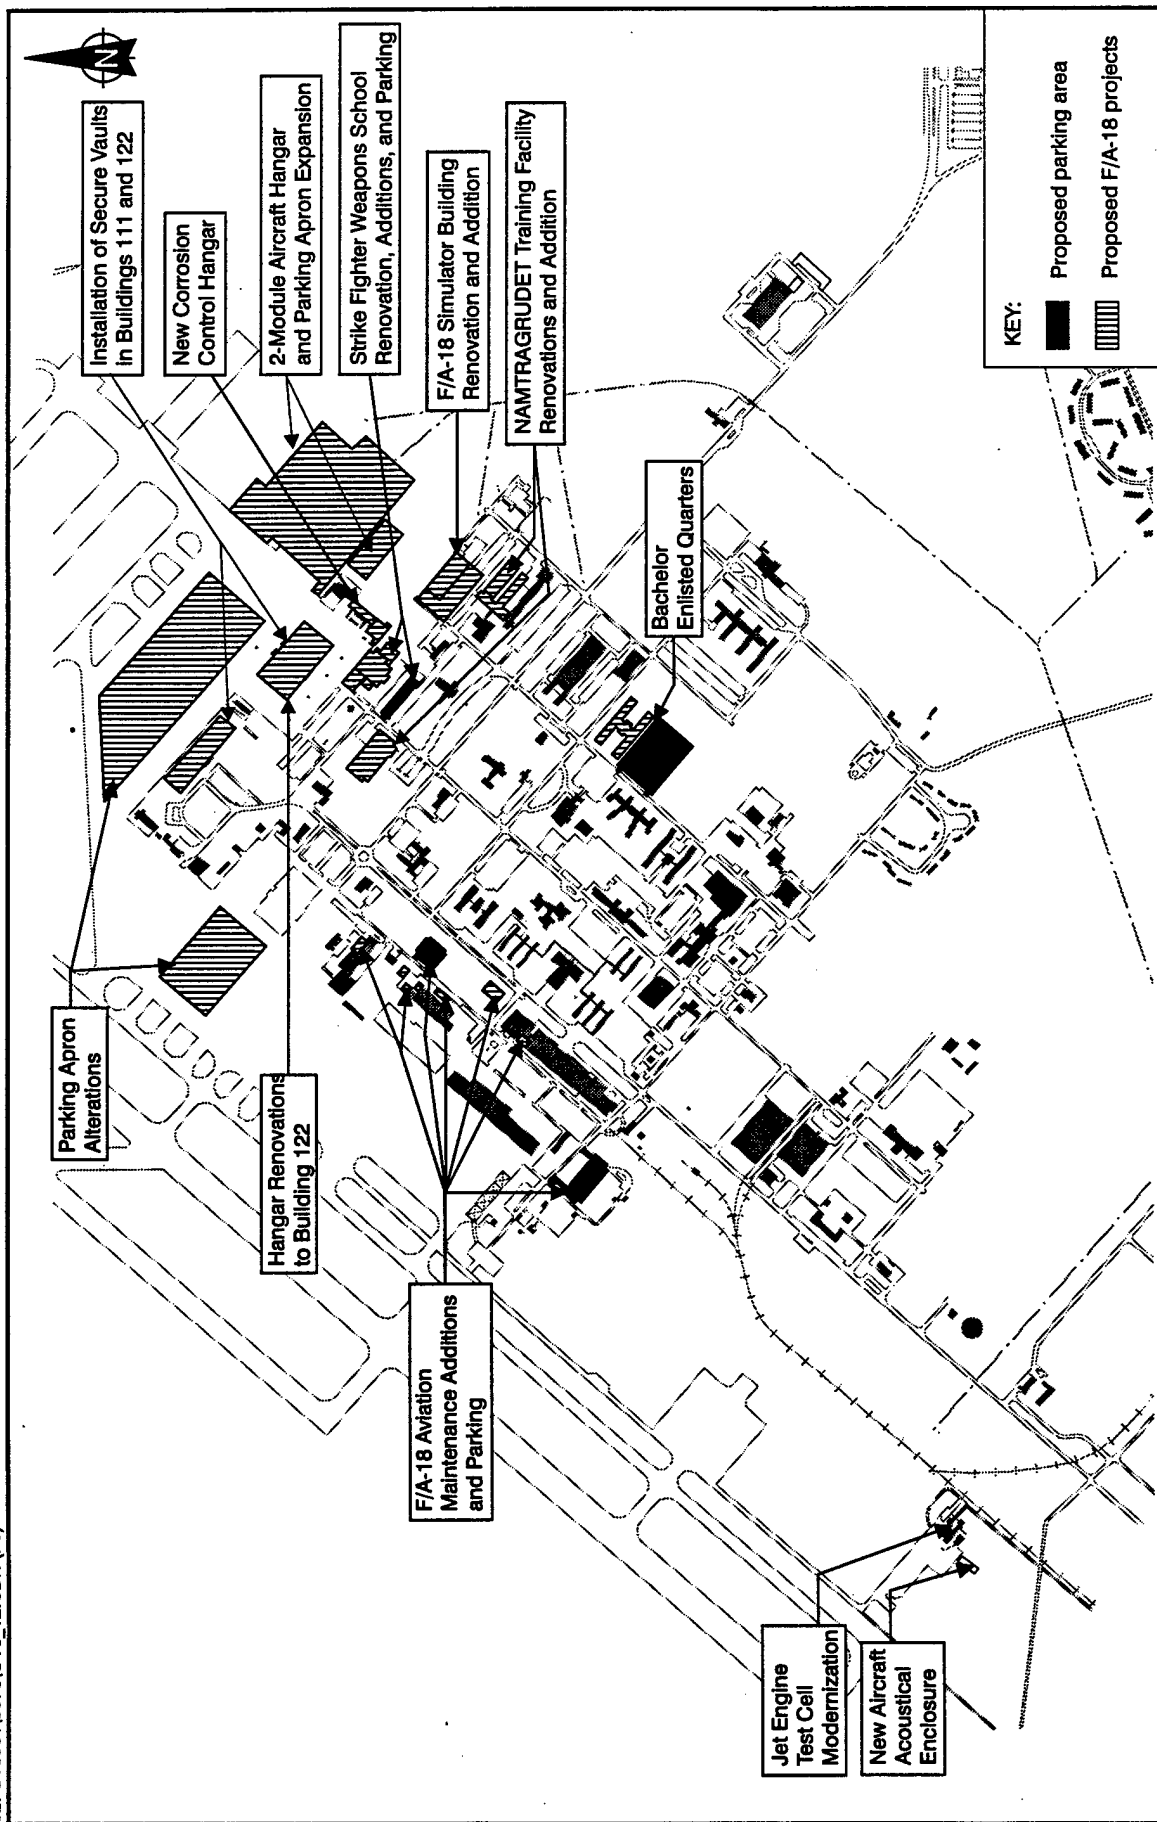 N
Installation of Secure Vaults
in Buildings 111 and 122
New Corrosion
Control Hangar
2-Module Aircraft Hangar
and Parking Apron Expansion
Strike Fighter Weapons School
Renovation, Additions, and Parking
F/A-18 Simulator Building
Renovation and Addition
NAMTRAGRUDET Training Facility
Renovations and Addition
Bachelor
Enlisted Quarters
Parking Apron
Alterations
Hangar Renovations
to Building 122
F/A-18 Aviation
Maintenance Additions
and Parking
Jet Engine
Test Cell
Modernization
New Aircraft
Acoustical
Enclosure
KEY:
Proposed parking area
Proposed F/A-18 projects